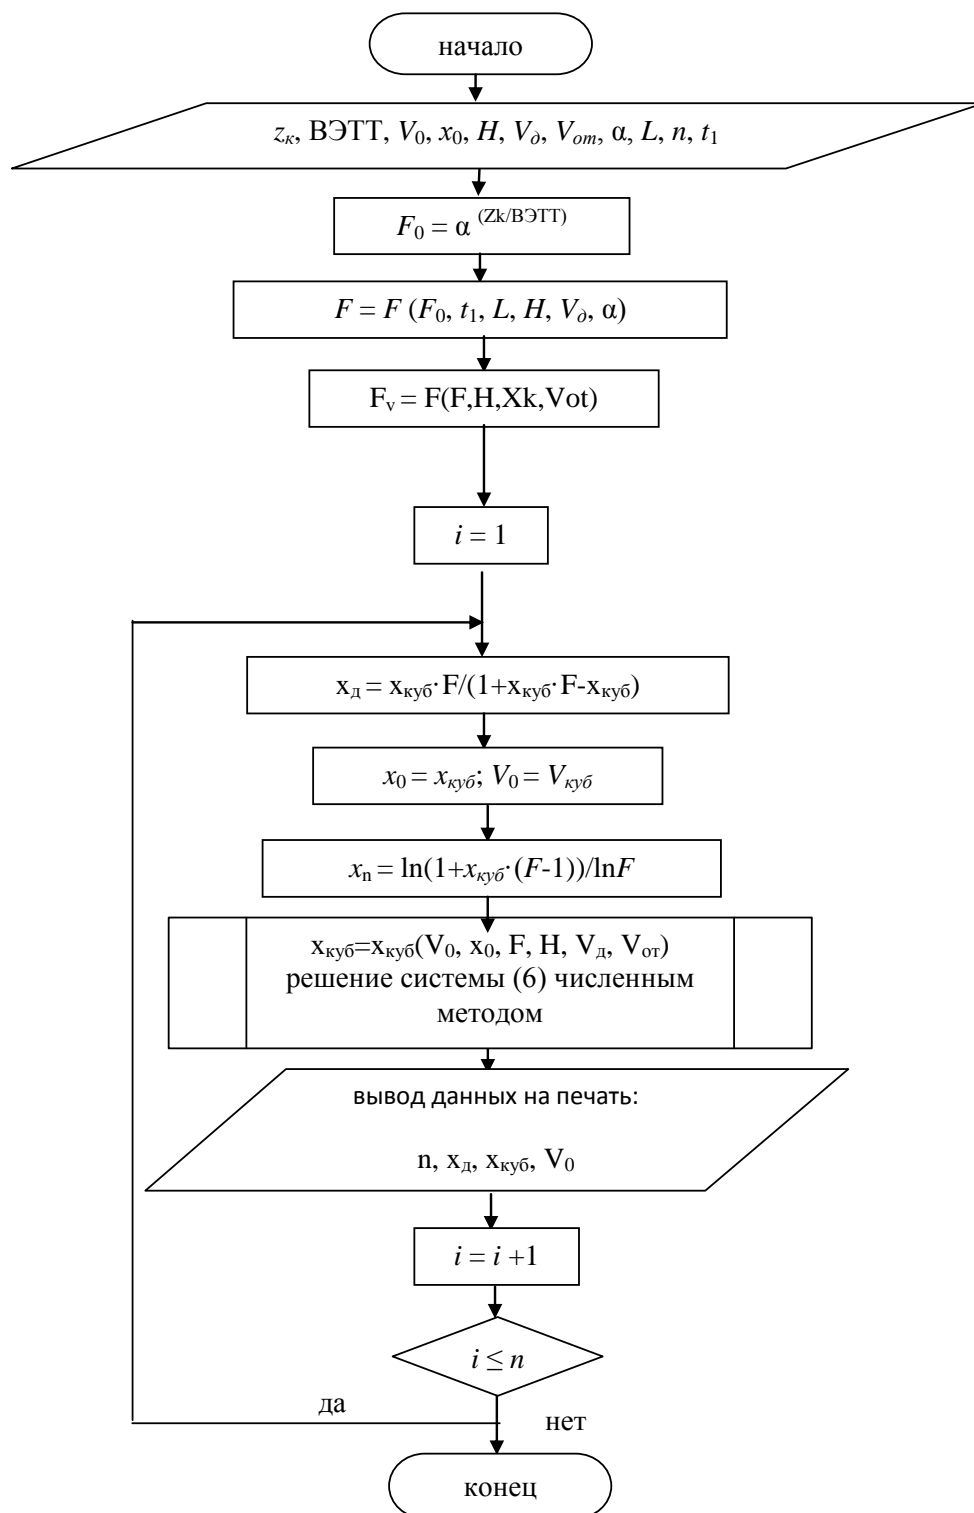 начало
zк, ВЭТТ, V0, x0, H, Vд, Vот, α, L, n, t1
F0 = α (Zk/ВЭТТ)
F = F (F0, t1, L, H, Vд, α)
Fv = F(F,H,Xk,Vot)
i = 1
xд = xкуб·F/(1+xкуб·F-xкуб)
x0 = xкуб; V0 = Vкуб
xn = ln(1+xкуб·(F-1))/lnF
xкуб=xкуб(V0, x0, F, H, Vд, Vот)
решение системы (6) численным
методом
вывод данных на печать:
n, xд, xкуб, V0
i = i +1
i ≤ n
да
нет
конец